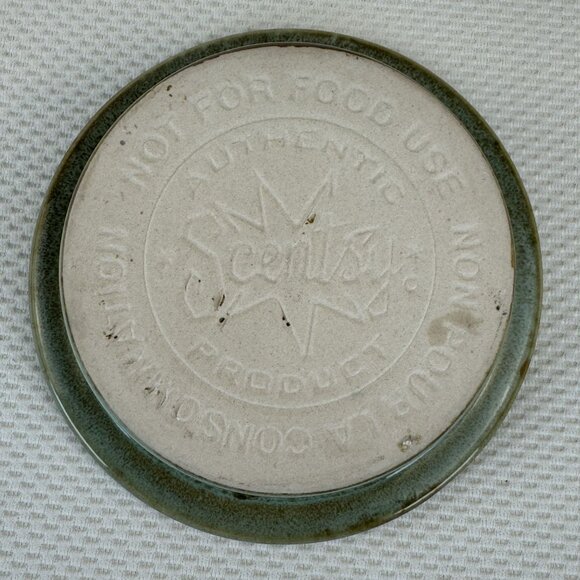 NOT FOR FOOD USE
NON POUR LA CONSOMMATION
AUTHENTIC
Scentsy
PRODUCT